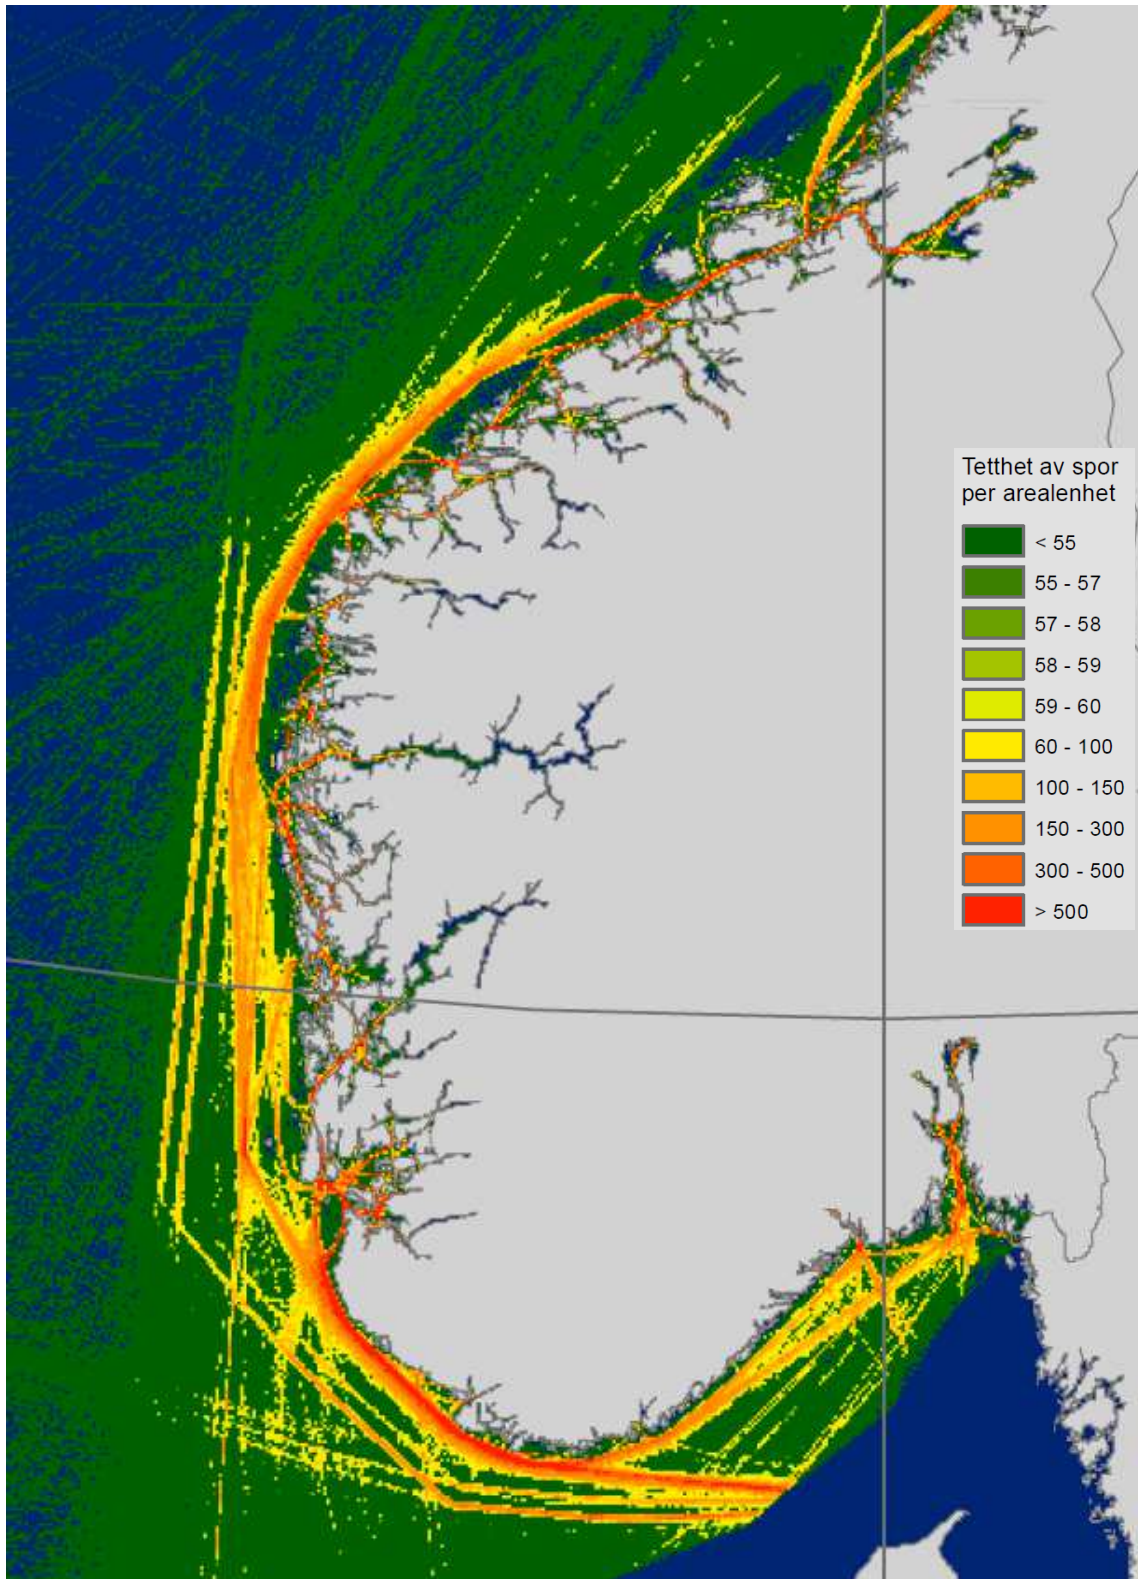 Tetthet av spor
per arealenhet
< 55
55 - 57
57 - 58
58 - 59
59 - 60
60 - 100
100 - 150
150 - 300
300 - 500
> 500